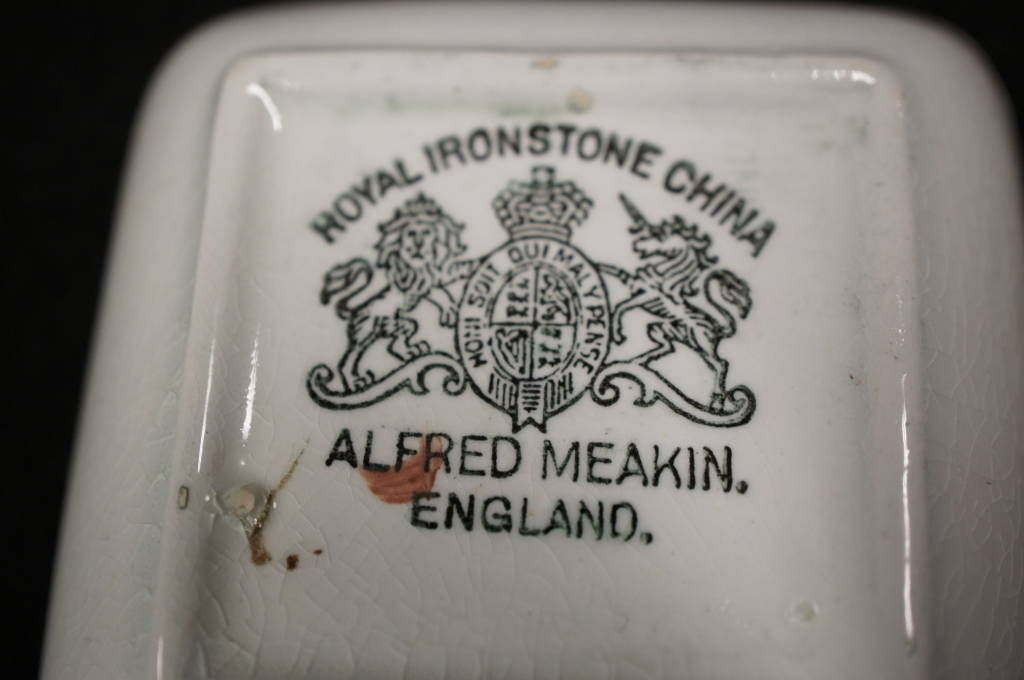 ROYAL IRONSTONE CHINA
HONI SOIT QUI MAL Y PENSE
ALFRED MEAKIN.
ENGLAND.